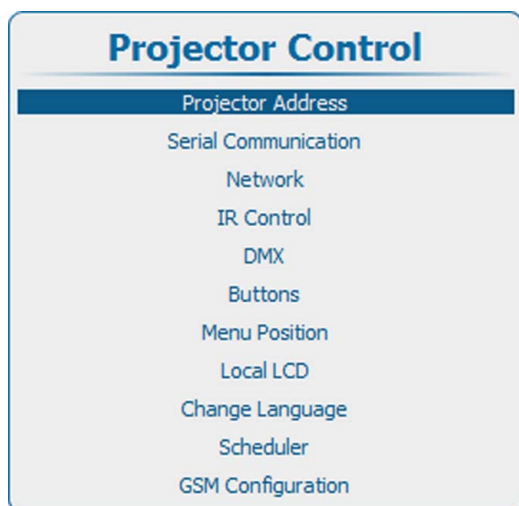 Projector Control
Projector Address
Serial Communication
Network
IR Control
DMX
Buttons
Menu Position
Local LCD
Change Language
Scheduler
GSM Configuration